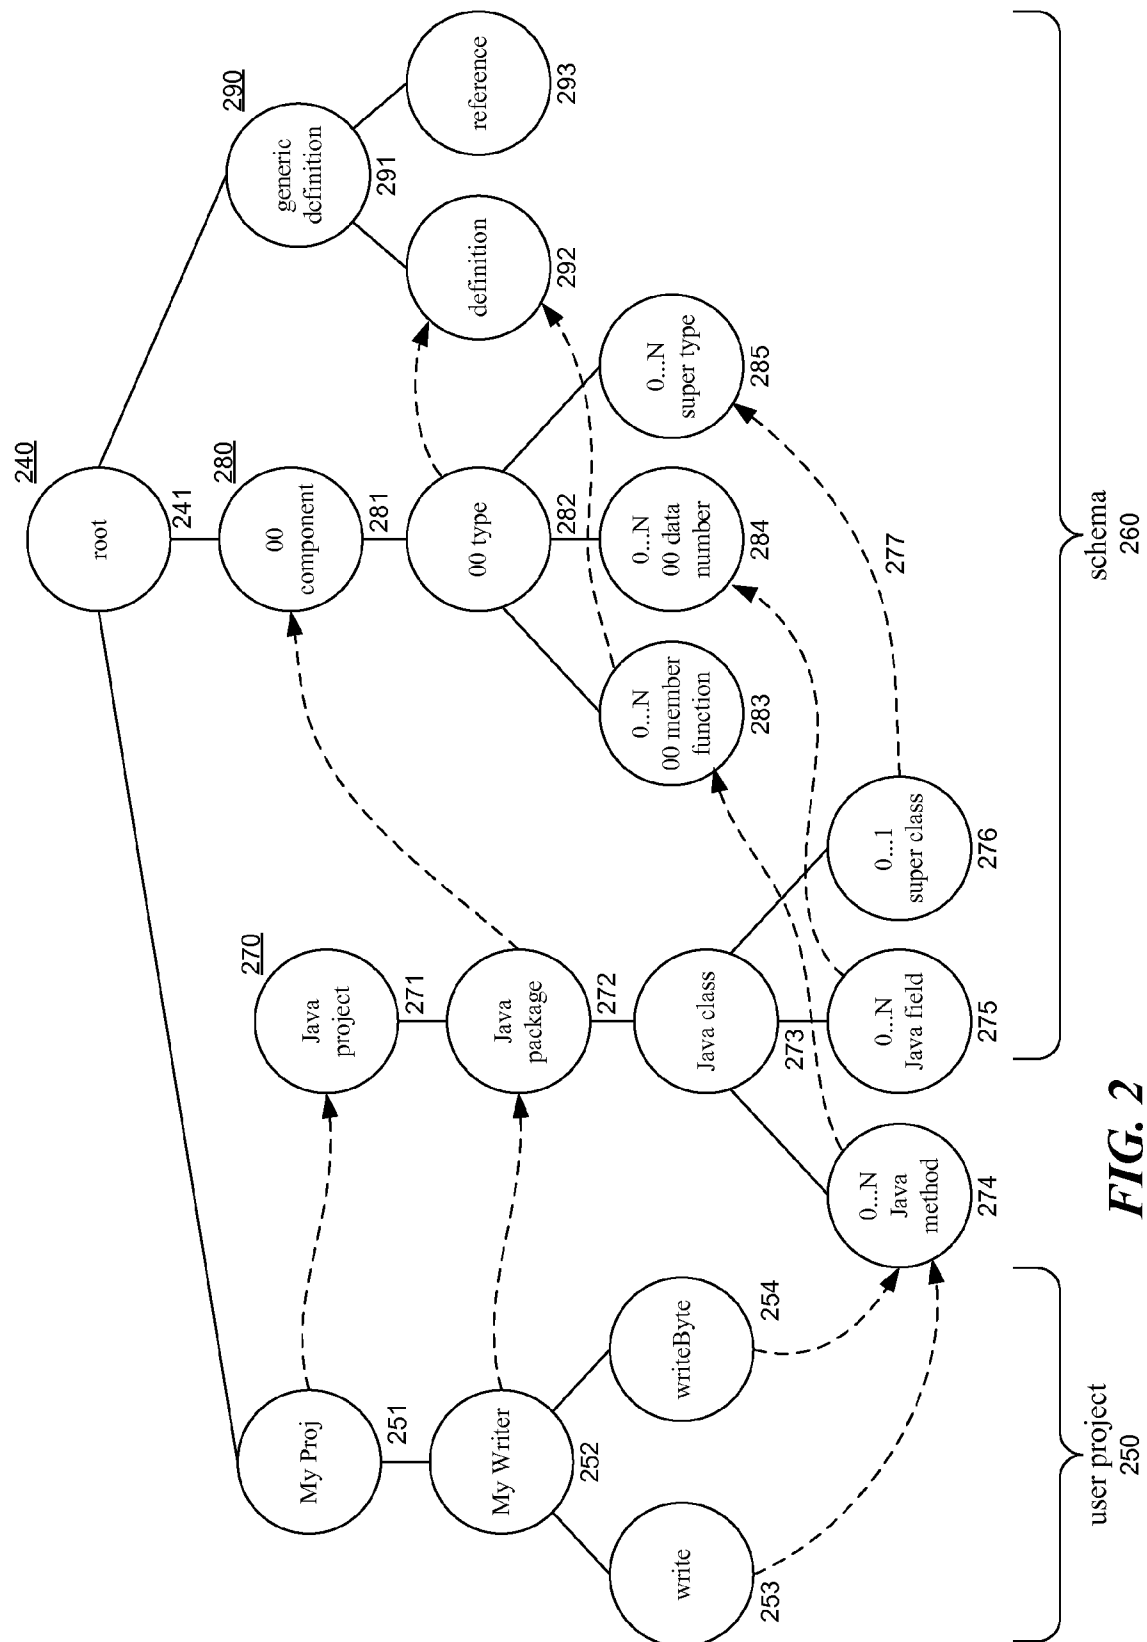 240
root
241
290
generic
dcfinition
291
reference
293
definition
292
280
00
component
281
00 type
282
0...N
00 member
function
283
0...N
00 data
number
284
0...N
super type
285
277
270
Java
project
271
Java
package
272
Java class
273
0...N
Java
method
274
0...N
Java field
275
0...1
super class
276
My Proj
251
My Writer
252
write
253
writeByte
254
user project
250
schema
260
FIG. 2